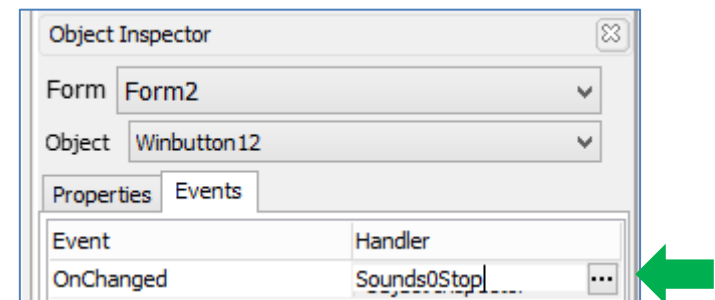 Object Inspector
Form Form2
Object Winbutton12
Properties Events
Event Handler
OnChanged Sounds0Stop ...